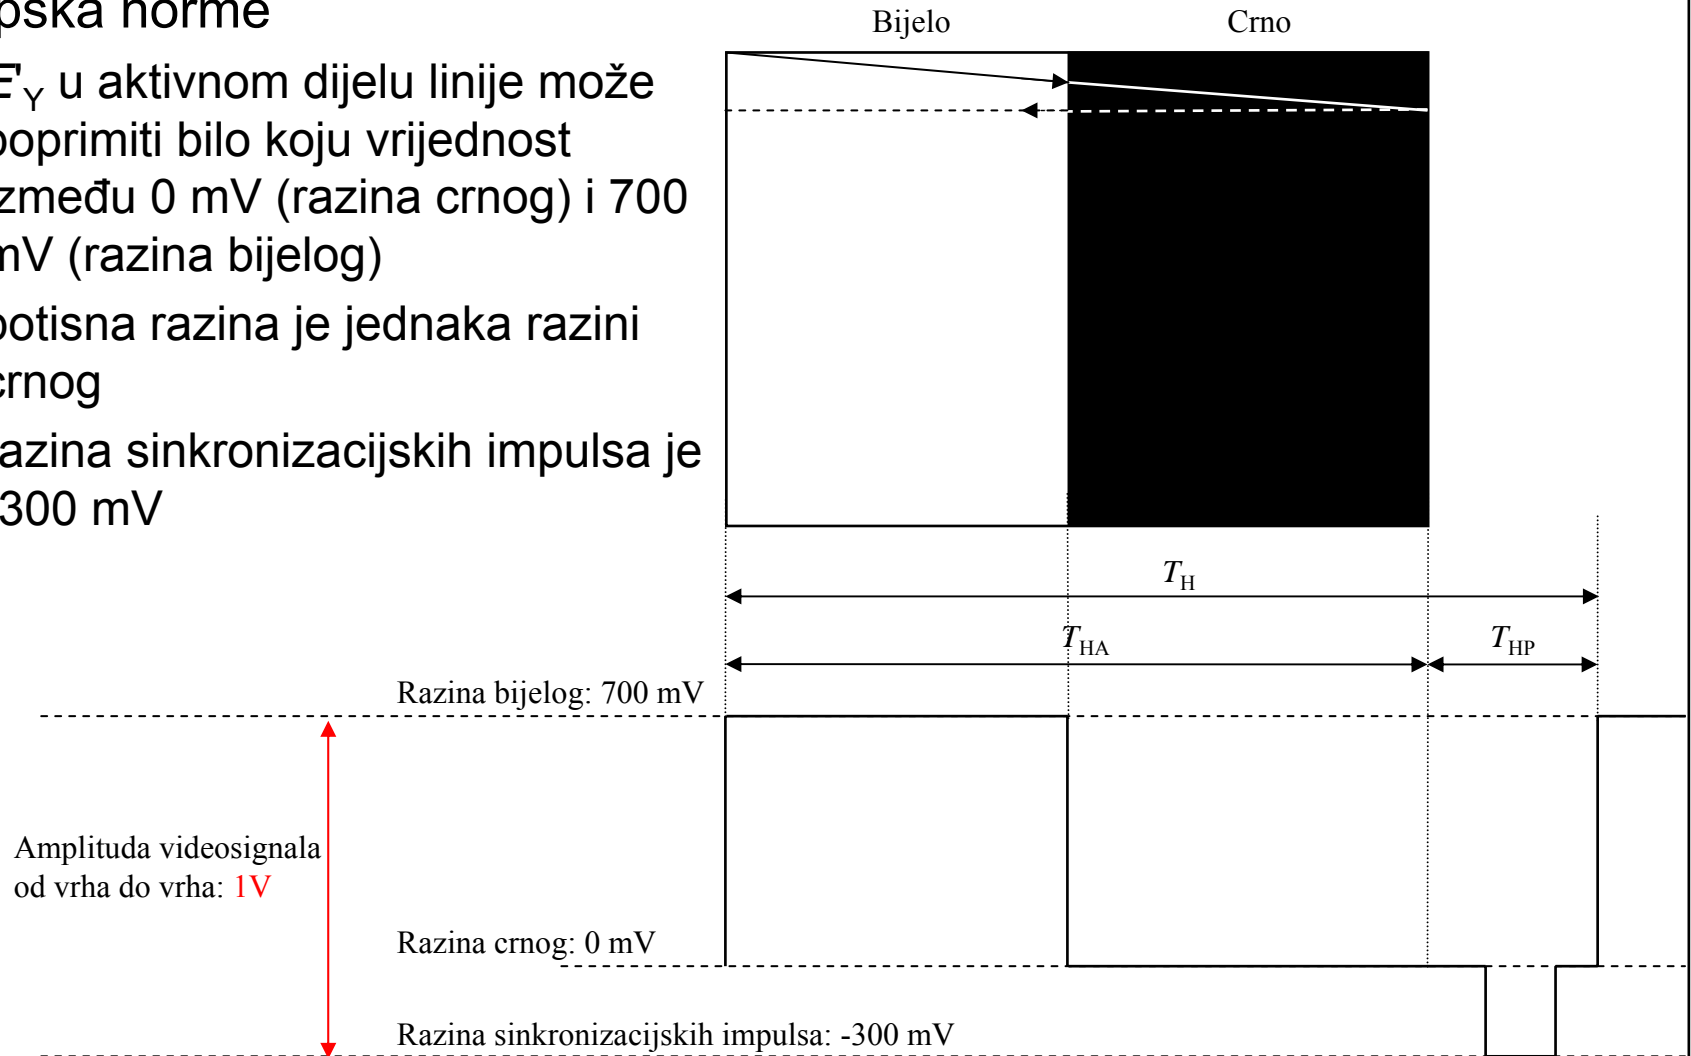 pska norme
E'Y u aktivnom dijelu linije može
poprimiti bilo koju vrijednost
između 0 mV (razina crnog) i 700
mV (razina bijelog)
potisna razina je jednaka razini
crnog
razina sinkronizacijskih impulsa je
300 mV
Bijelo
Crno
TH
THA
THP
Razina bijelog: 700 mV
Amplituda videosignala
od vrha do vrha: 1V
Razina crnog: 0 mV
Razina sinkronizacijskih impulsa: -300 mV